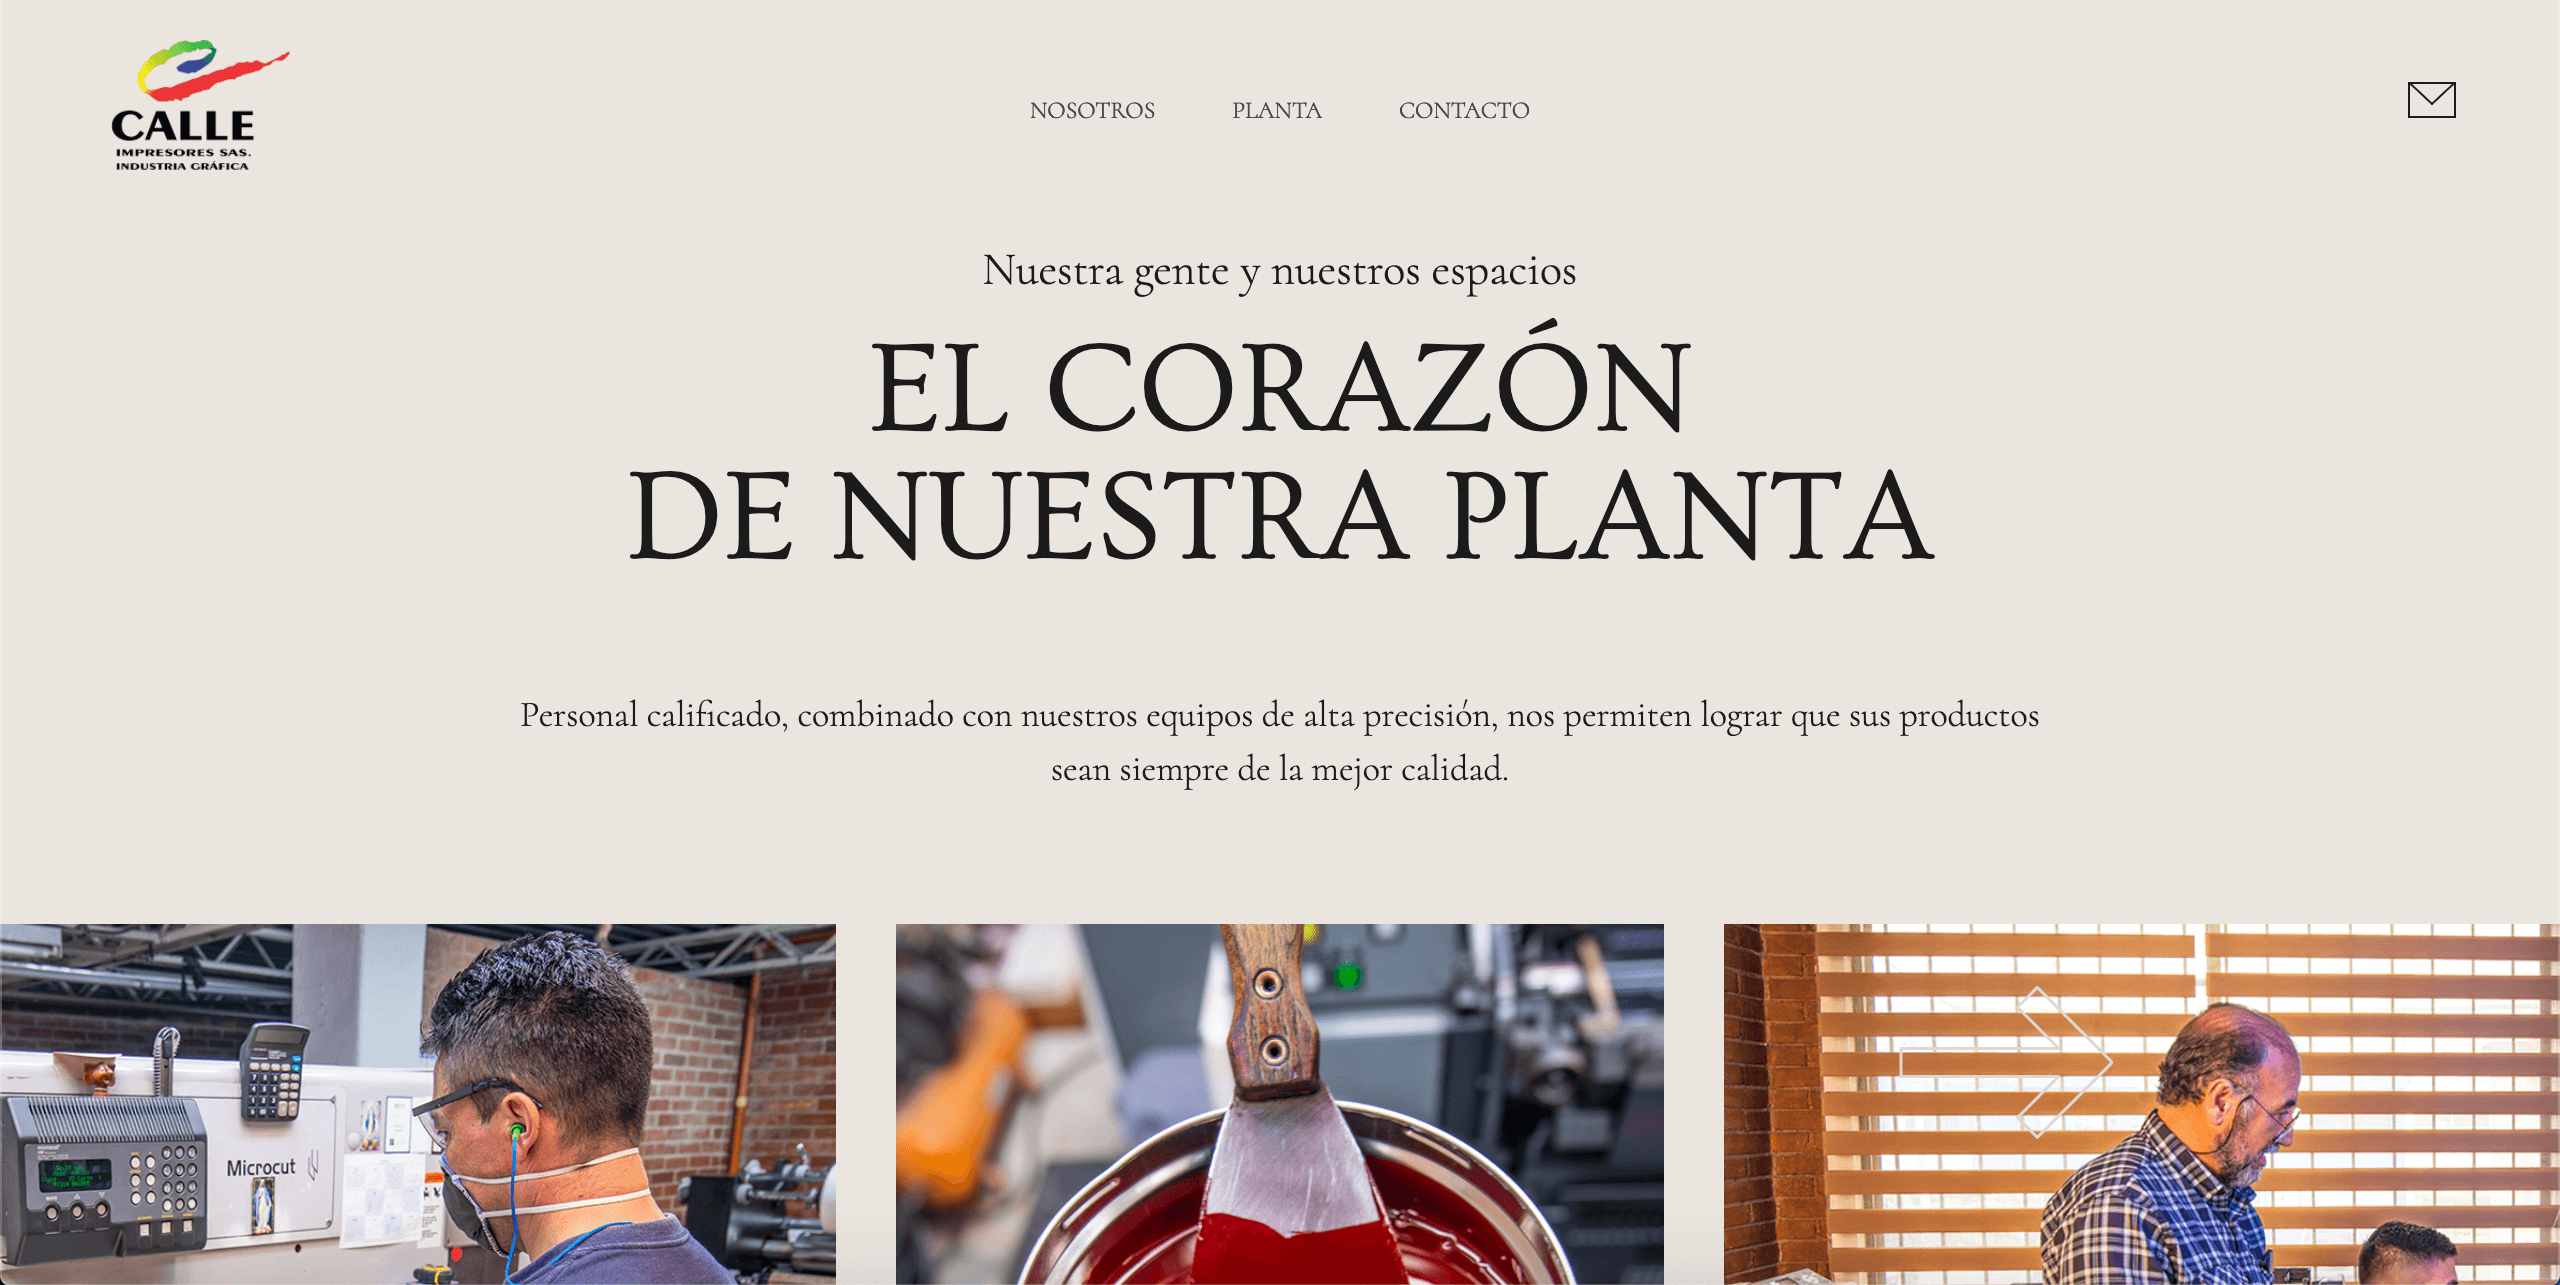 CALLE
IMPRESORES SAS.
INDUSTRIA GRÁFICA
NOSOTROS
PLANTA
CONTACTO
Nuestra gente y nuestros espacios
EL CORAZÓN
DE NUESTRA PLANTA
Personal calificado, combinado con nuestros equipos de alta precisión, nos permiten lograr que sus productos
sean siempre de la mejor calidad.
Microcut